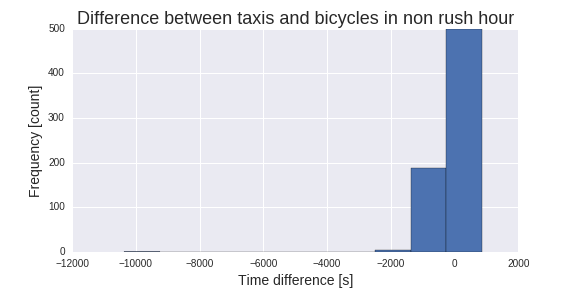 Difference between taxis and bicycles in non rush hour
Frequency [count]
500
400
300
200
100
0
−12000 −10000 −8000 −6000 −4000 −2000 0 2000
Time difference [s]